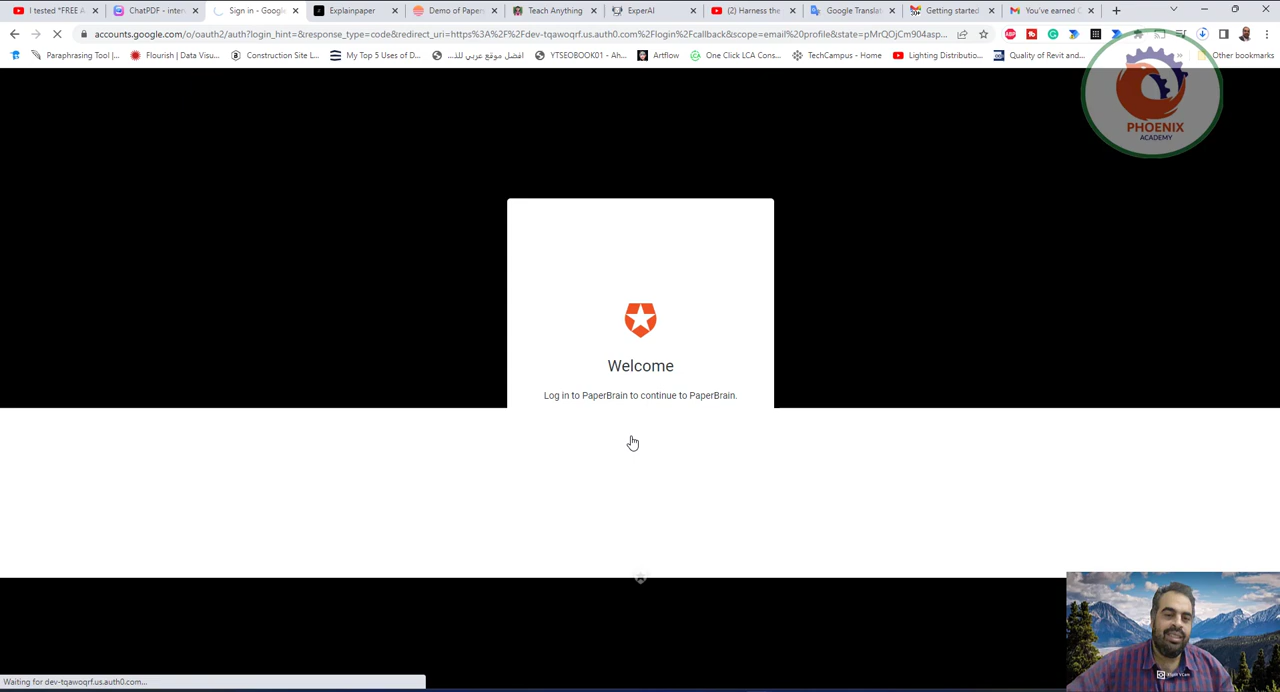 I tested *FREE A
ChatPDF - inter
Sign in - Google
Explainpaper
Demo of Papers
Teach Anything
ExperAI
(2) Harness the
Google Translat
Getting started
You've earned C
accounts.google.com/o/oauth2/auth?login_hint=&response_type=code&redirect_uri=https%3A%2F%2Fdev-tqawoqrf.us.auth0.com%2Flogin%2Fcallback&scope=email%20profile&state=pMrQOjCm904asp...
Paraphrasing Tool |...
Flourish | Data Visu...
Construction Site L...
My Top 5 Uses of D...
افضل موقع عربي للتـ...
YTSEOBOOK01 - Ah...
Artflow
One Click LCA Cons...
TechCampus - Home
Lighting Distributio...
Quality of Revit and...
Other bookmarks
PHOENIX
ACADEMY
Welcome
Log in to PaperBrain to continue to PaperBrain.
Waiting for dev-tqawoqrf.us.auth0.com...